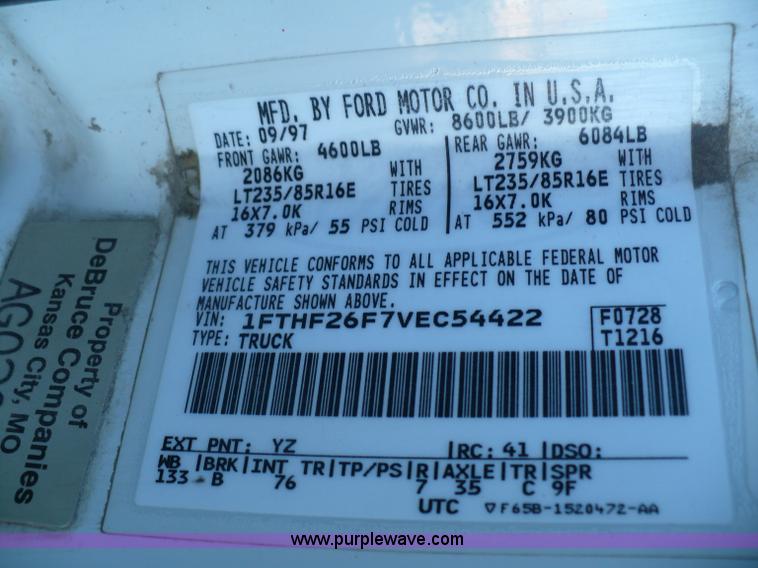 MFD. BY FORD MOTOR CO. IN U.S.A.
DATE: 09/97 GVWR: 8600LB/ 3900KG
FRONT GAWR: 4600LB REAR GAWR: 6084LB
2086KG WITH 2759KG WITH
LT235/85R16E TIRES LT235/85R16E TIRES
16X7.0K RIMS 16X7.0K RIMS
AT 379 kPa/ 55 PSI COLD AT 552 kPa/ 80 PSI COLD
THIS VEHICLE CONFORMS TO ALL APPLICABLE FEDERAL MOTOR
VEHICLE SAFETY STANDARDS IN EFFECT ON THE DATE OF
MANUFACTURE SHOWN ABOVE.
VIN: 1FTHF26F7VEC54422 F0728
TYPE: TRUCK T1216
EXT PNT: YZ RC: 41 DSO:
WB BRK INT TR TP/PS R AXLE TR SPR
133 B 76 7 35 C 9F
UTC ▽F65B-1520472-AA
Property of
DeBruce Companies
Kansas City, MO
www.purplewave.com